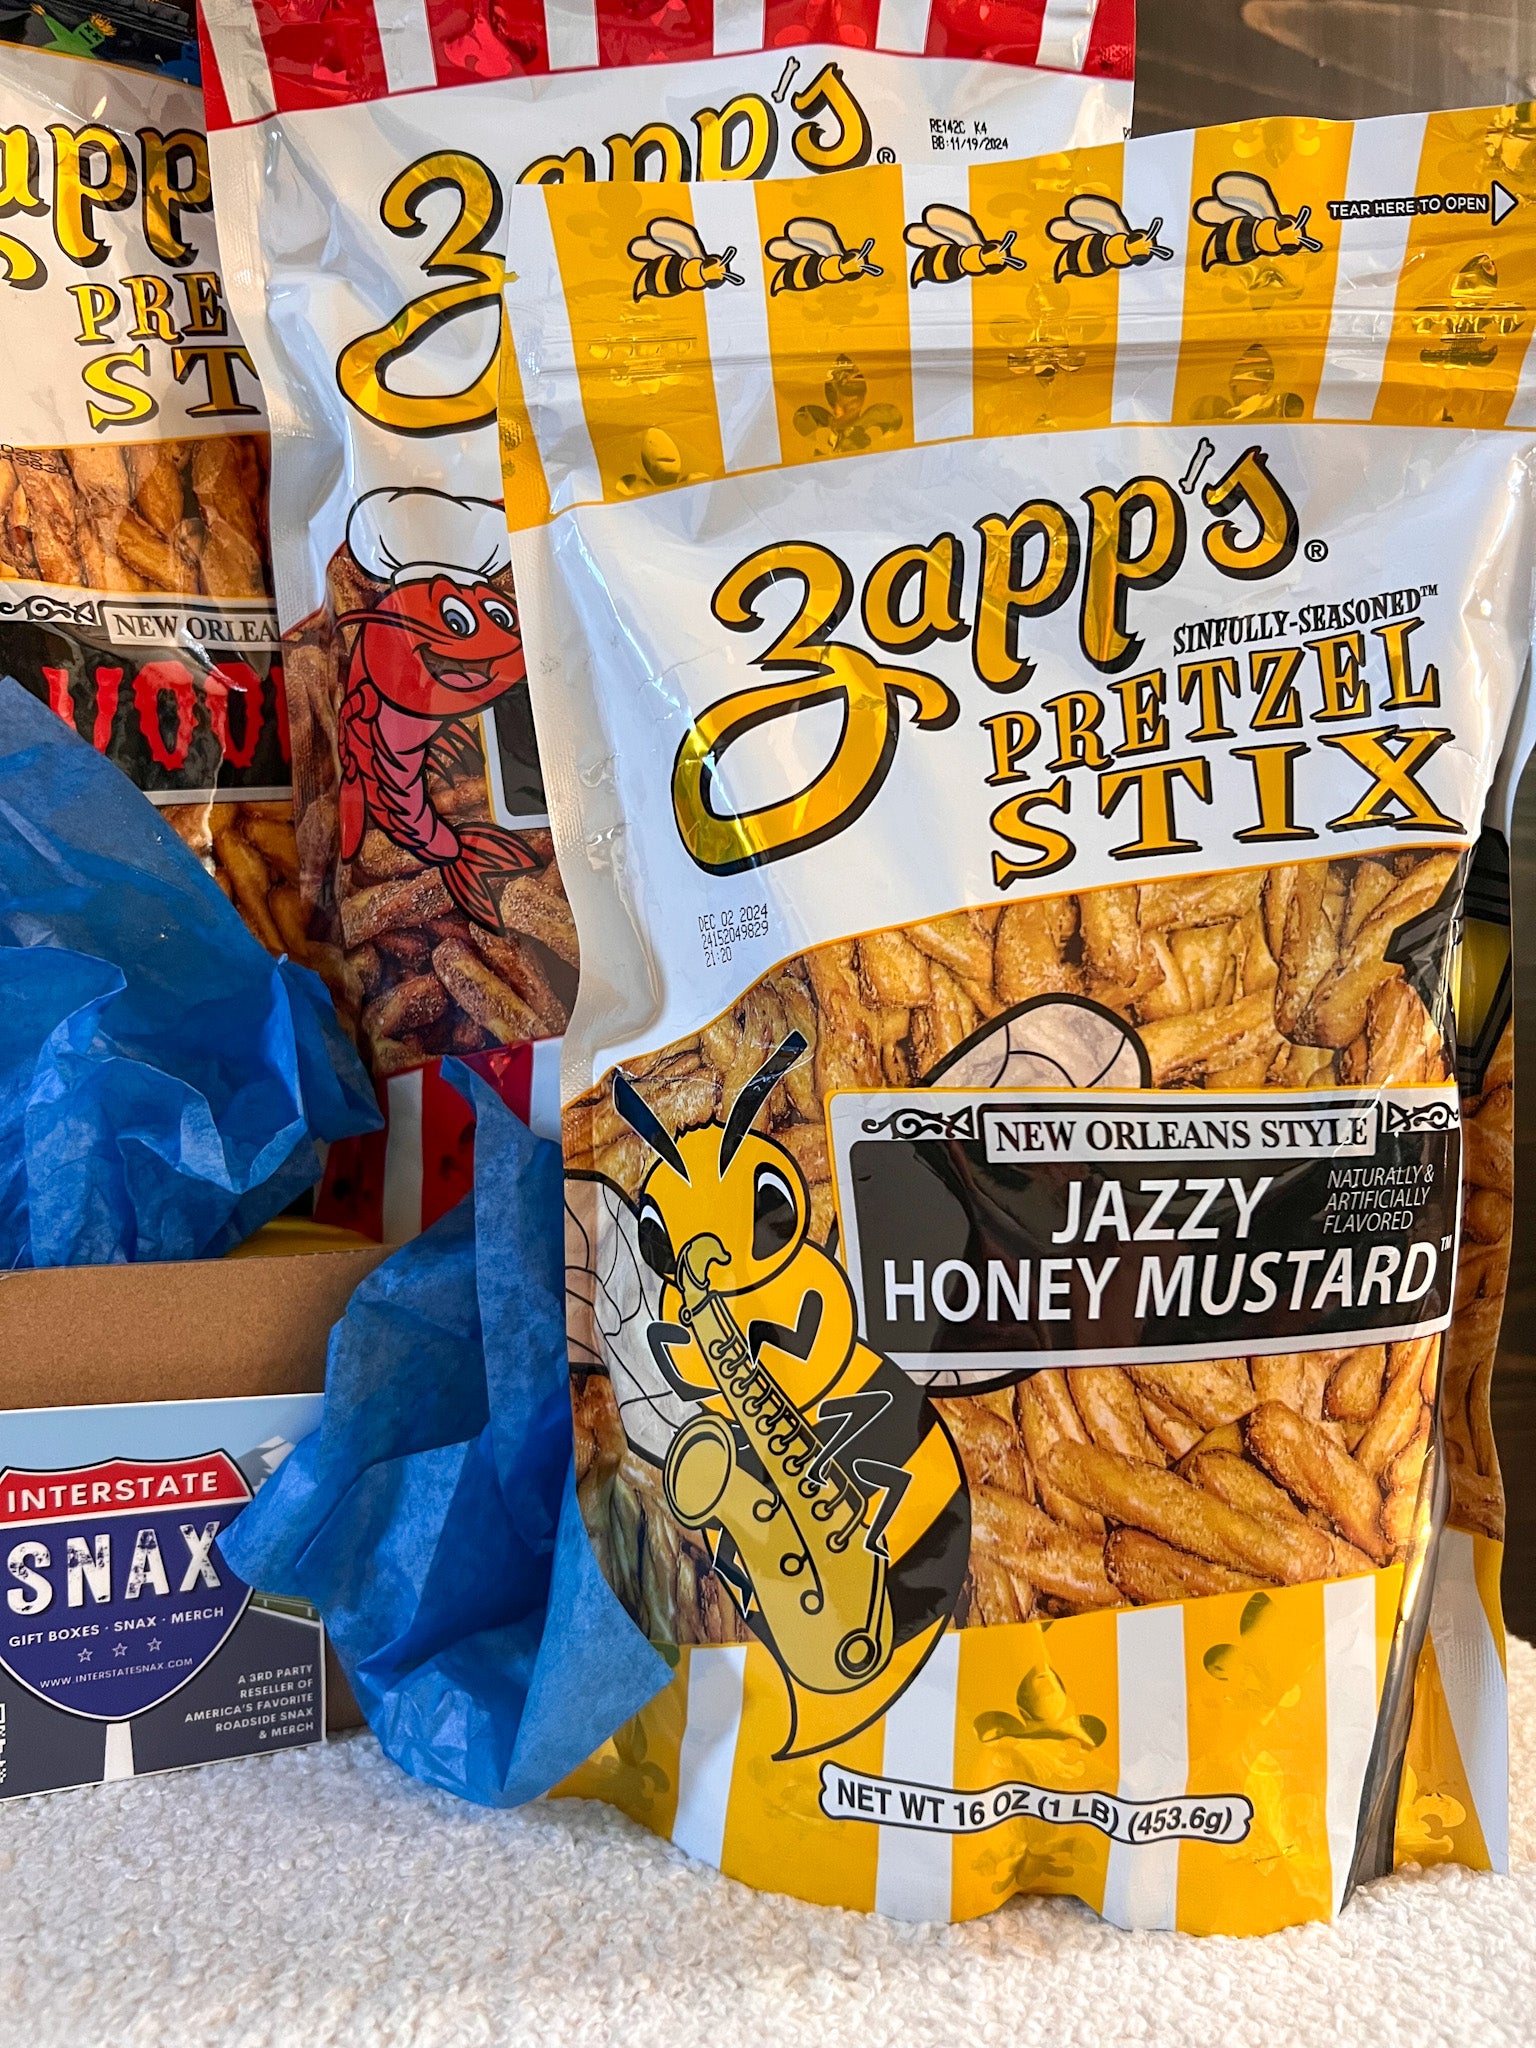 Zapp's®
RE142C K4
BB:11/19/2024
TEAR HERE TO OPEN
Zapp's®
SINFULLY-SEASONED™
PRETZEL
STIX
DEC 02 2024
24152049829
21:20
NEW ORLEANS STYLE
JAZZY
HONEY MUSTARD™
NATURALLY &
ARTIFICIALLY
FLAVORED
NET WT 16 OZ (1 LB) (453.6g)
app
PRE
ST
NEW ORLEA
VOO
INTERSTATE
SNAX
GIFT BOXES · SNAX · MERCH
WWW.INTERSTATESNAX.COM
A 3RD PARTY
RESELLER OF
AMERICA'S FAVORITE
ROADSIDE SNAX
& MERCH